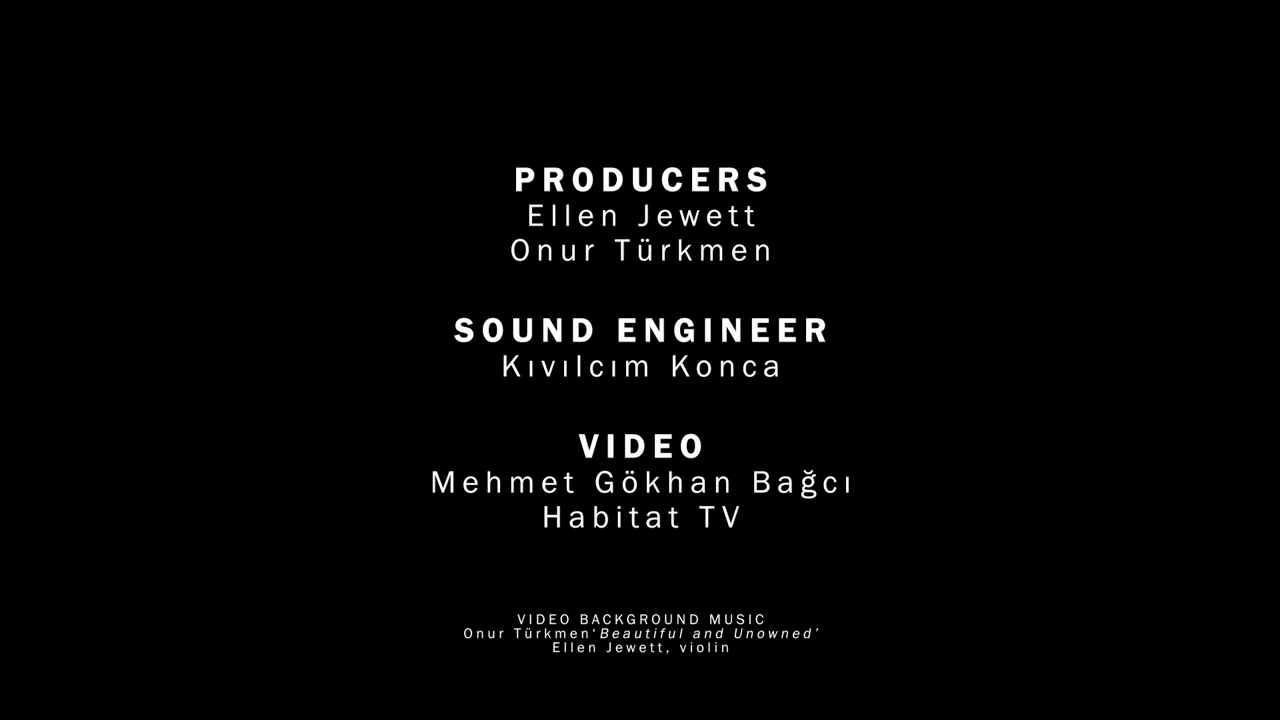 PRODUCERS
Ellen Jewett
Onur Türkmen
SOUND ENGINEER
Kıvılcım Konca
VIDEO
Mehmet Gökhan Bağcı
Habitat TV
VIDEO BACKGROUND MUSIC
Onur Türkmen‘Beautiful and Unowned’
Ellen Jewett, violin